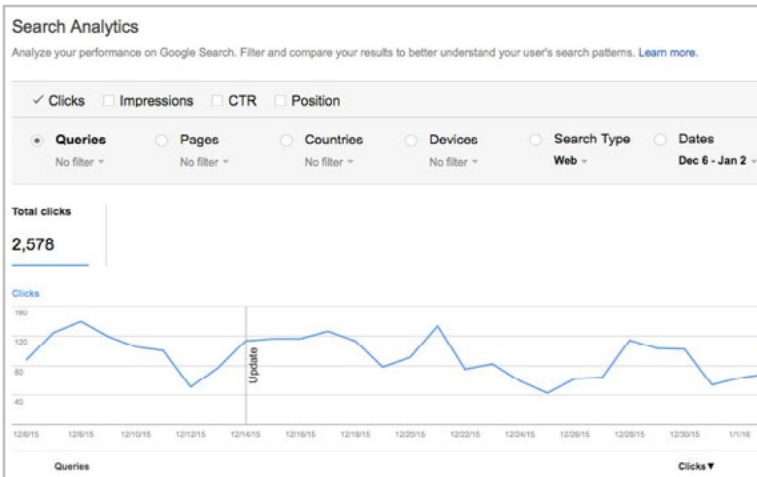 Search Analytics
Analyze your performance on Google Search. Filter and compare your results to better understand your user's search patterns. Learn more.
✓ Clicks Impressions CTR Position
Queries Pages Countries Devices Search Type Dates
No filter No filter No filter No filter Web Dec 6 - Jan 2
Total clicks
2,578
Clicks
160
120
80
40
Update
12/6/15 12/8/15 12/10/15 12/12/15 12/14/15 12/16/15 12/18/15 12/20/15 12/22/15 12/24/15 12/26/15 12/28/15 12/30/15 1/1/16
Queries Clicks▼